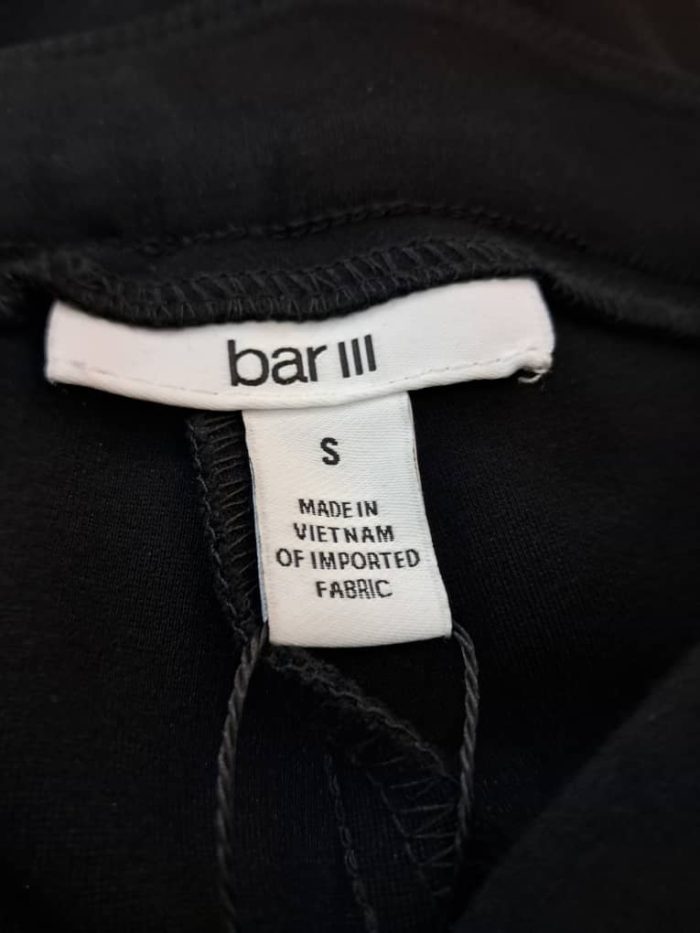 bar III
S
MADE IN
VIETNAM
OF IMPORTED
FABRIC